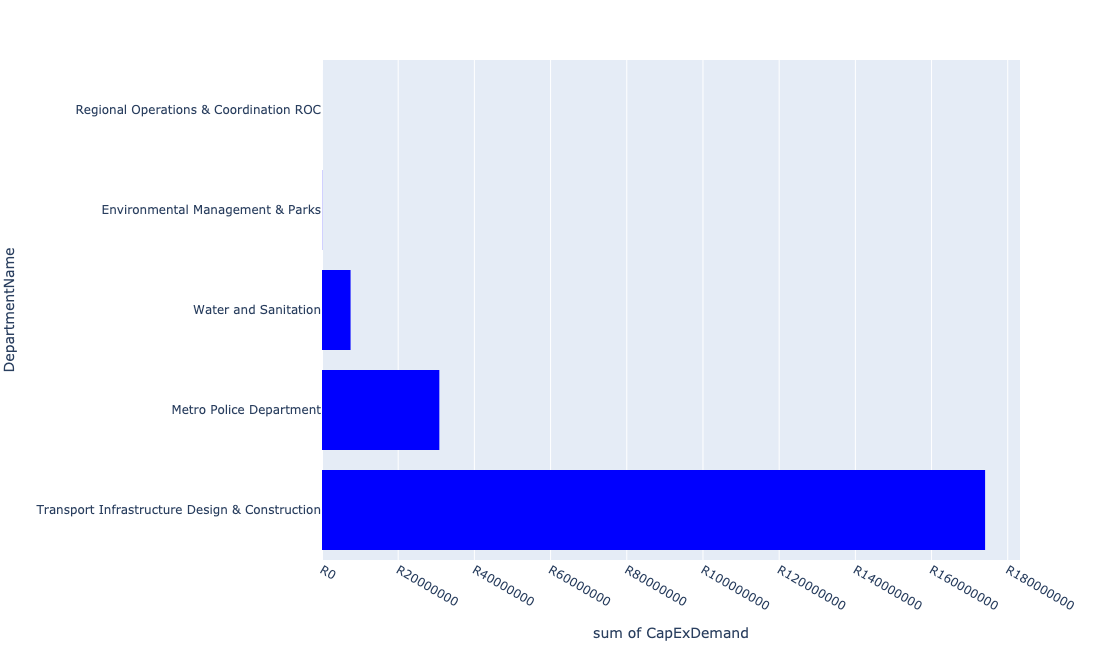 Regional Operations & Coordination ROC
Environmental Management & Parks
Water and Sanitation
Metro Police Department
Transport Infrastructure Design & Construction
DepartmentName
R0
R20000000
R40000000
R60000000
R80000000
R100000000
R120000000
R140000000
R160000000
R180000000
sum of CapExDemand